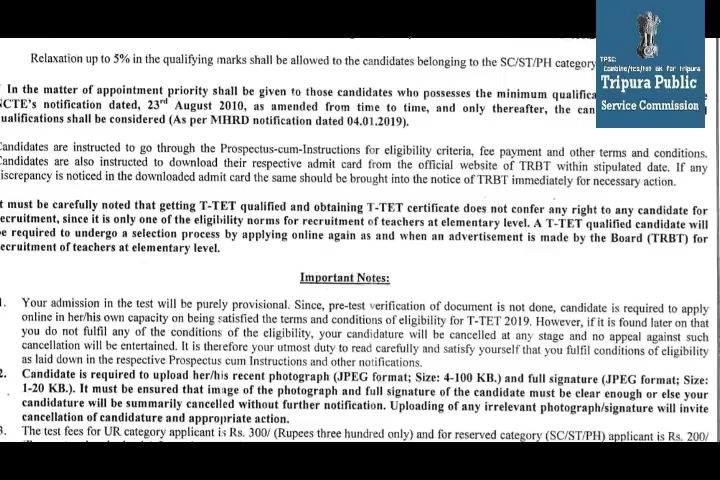 Relaxation up to 5% in the qualifying marks shall be allowed to the candidates belonging to the SC/ST/PH category
TPSC
Combine/tcs/tet ek for tripura
Tripura Public
Service Commission
In the matter of appointment priority shall be given to those candidates who possesses the minimum qualifica
NCTE's notification dated, 23rd August 2010, as amended from time to time, and only thereafter, the can
ualifications shall be considered (As per MHRD notification dated 04.01.2019).
Candidates are instructed to go through the Prospectus-cum-Instructions for eligibility criteria, fee payment and other terms and conditions.
Candidates are also instructed to download their respective admit card from the official website of TRBT within stipulated date. If any
iscrepancy is noticed in the downloaded admit card the same should be brought into the notice of TRBT immediately for necessary action.
t must be carefully noted that getting T-TET qualified and obtaining T-TET certificate does not confer any right to any candidate for
ecruitment, since it is only one of the eligibility norms for recruitment of teachers at elementary level. A T-TET qualified candidate will
e required to undergo a selection process by applying online again as and when an advertisement is made by the Board (TRBT) for
ecruitment of teachers at elementary level.
Important Notes:
1. Your admission in the test will be purely provisional. Since, pre-test verification of document is not done, candidate is required to apply
online in her/his own capacity on being satisfied the terms and conditions of eligibility for T-TET 2019. However, if it is found later on that
you do not fulfil any of the conditions of the eligibility, your candidature will be cancelled at any stage and no appeal against such
cancellation will be entertained. It is therefore your utmost duty to read carefully and satisfy yourself that you fulfil conditions of eligibility
as laid down in the respective Prospectus cum Instructions and other notifications.
2. Candidate is required to upload her/his recent photograph (JPEG format; Size: 4-100 KB.) and full signature (JPEG format; Size:
1-20 KB.). It must be ensured that image of the photograph and full signature of the candidate must be clear enough or else your
candidature will be summarily cancelled without further notification. Uploading of any irrelevant photograph/signature will invite
cancellation of candidature and appropriate action.
3. The test fees for UR category applicant is Rs. 300/ (Rupees three hundred only) and for reserved category (SC/ST/PH) applicant is Rs. 200/